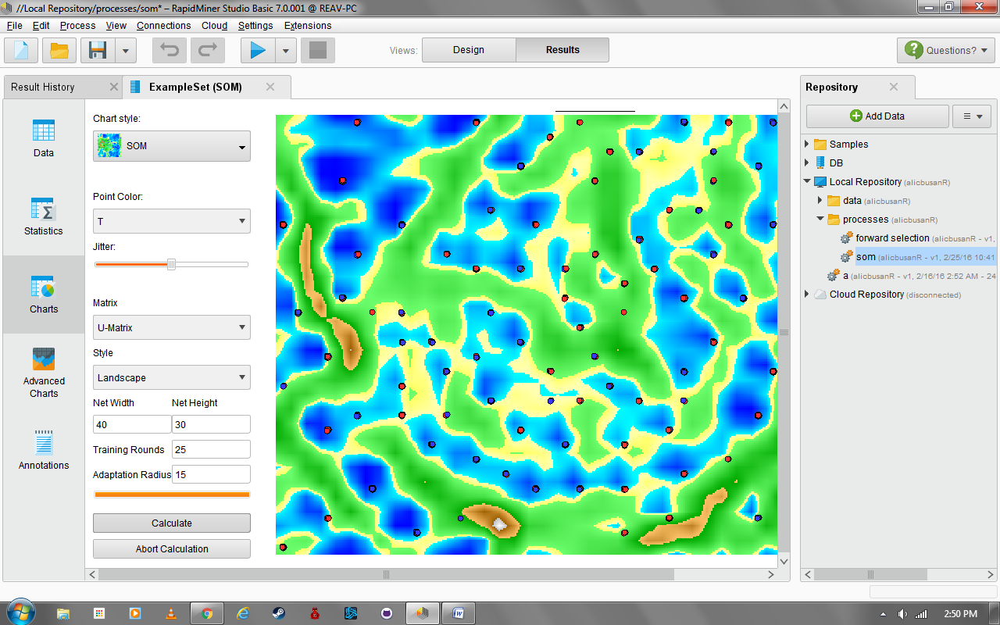 //Local Repository/processes/som* – RapidMiner Studio Basic 7.0.001 @ REAV-PC
File Edit Process View Connections Cloud Settings Extensions
Views: Design Results
Questions?
Result History
ExampleSet (SOM)
Data
Statistics
Charts
Advanced
Charts
Annotations
Chart style:
SOM
Point Color:
T
Jitter:
Matrix
U-Matrix
Style
Landscape
Net Width Net Height
40 30
Training Rounds 25
Adaptation Radius 15
Calculate
Abort Calculation
Repository
Add Data
Samples
DB
Local Repository (alicbusanR)
data (alicbusanR)
processes (alicbusanR)
forward selection (alicbusanR - v1,
som (alicbusanR - v1, 2/25/16 10:41
a (alicbusanR - v1, 2/16/16 2:52 AM - 24
Cloud Repository (disconnected)
2:50 PM